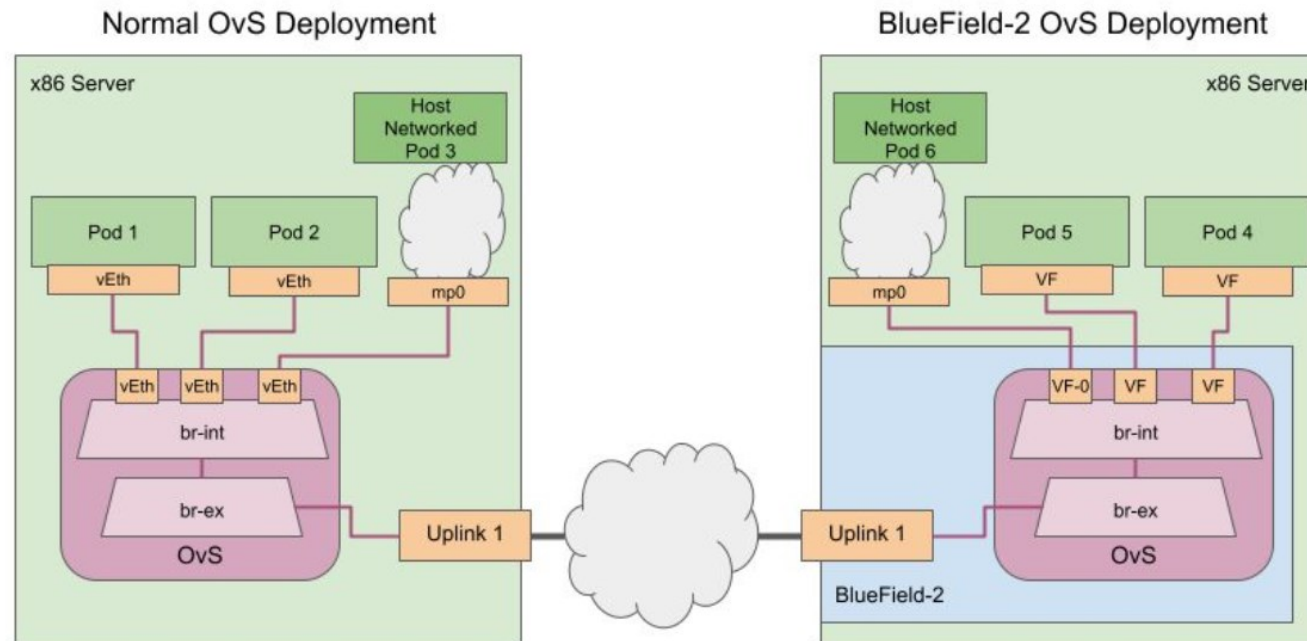 Normal OvS Deployment
x86 Server
Host
Networked
Pod 3
Pod 1
Pod 2
vEth
vEth
mp0
vEth
vEth
vEth
br-int
br-ex
OvS
Uplink 1
BlueField-2 OvS Deployment
x86 Server
Host
Networked
Pod 6
Pod 5
Pod 4
mp0
VF
VF
VF-0
VF
VF
br-int
br-ex
OvS
Uplink 1
BlueField-2